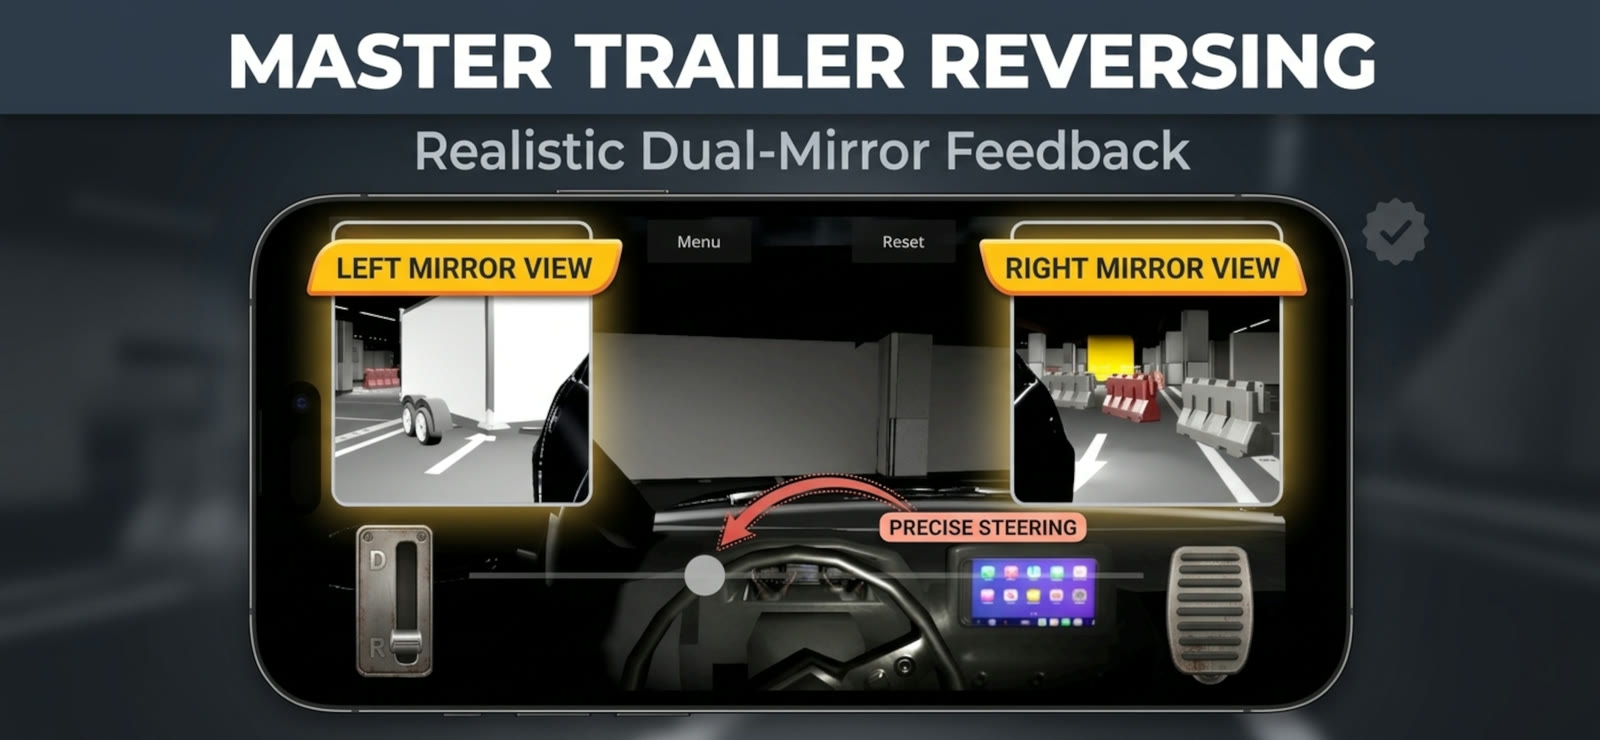 MASTER TRAILER REVERSING
Realistic Dual-Mirror Feedback
Menu
Reset
LEFT MIRROR VIEW
RIGHT MIRROR VIEW
PRECISE STEERING
D
R